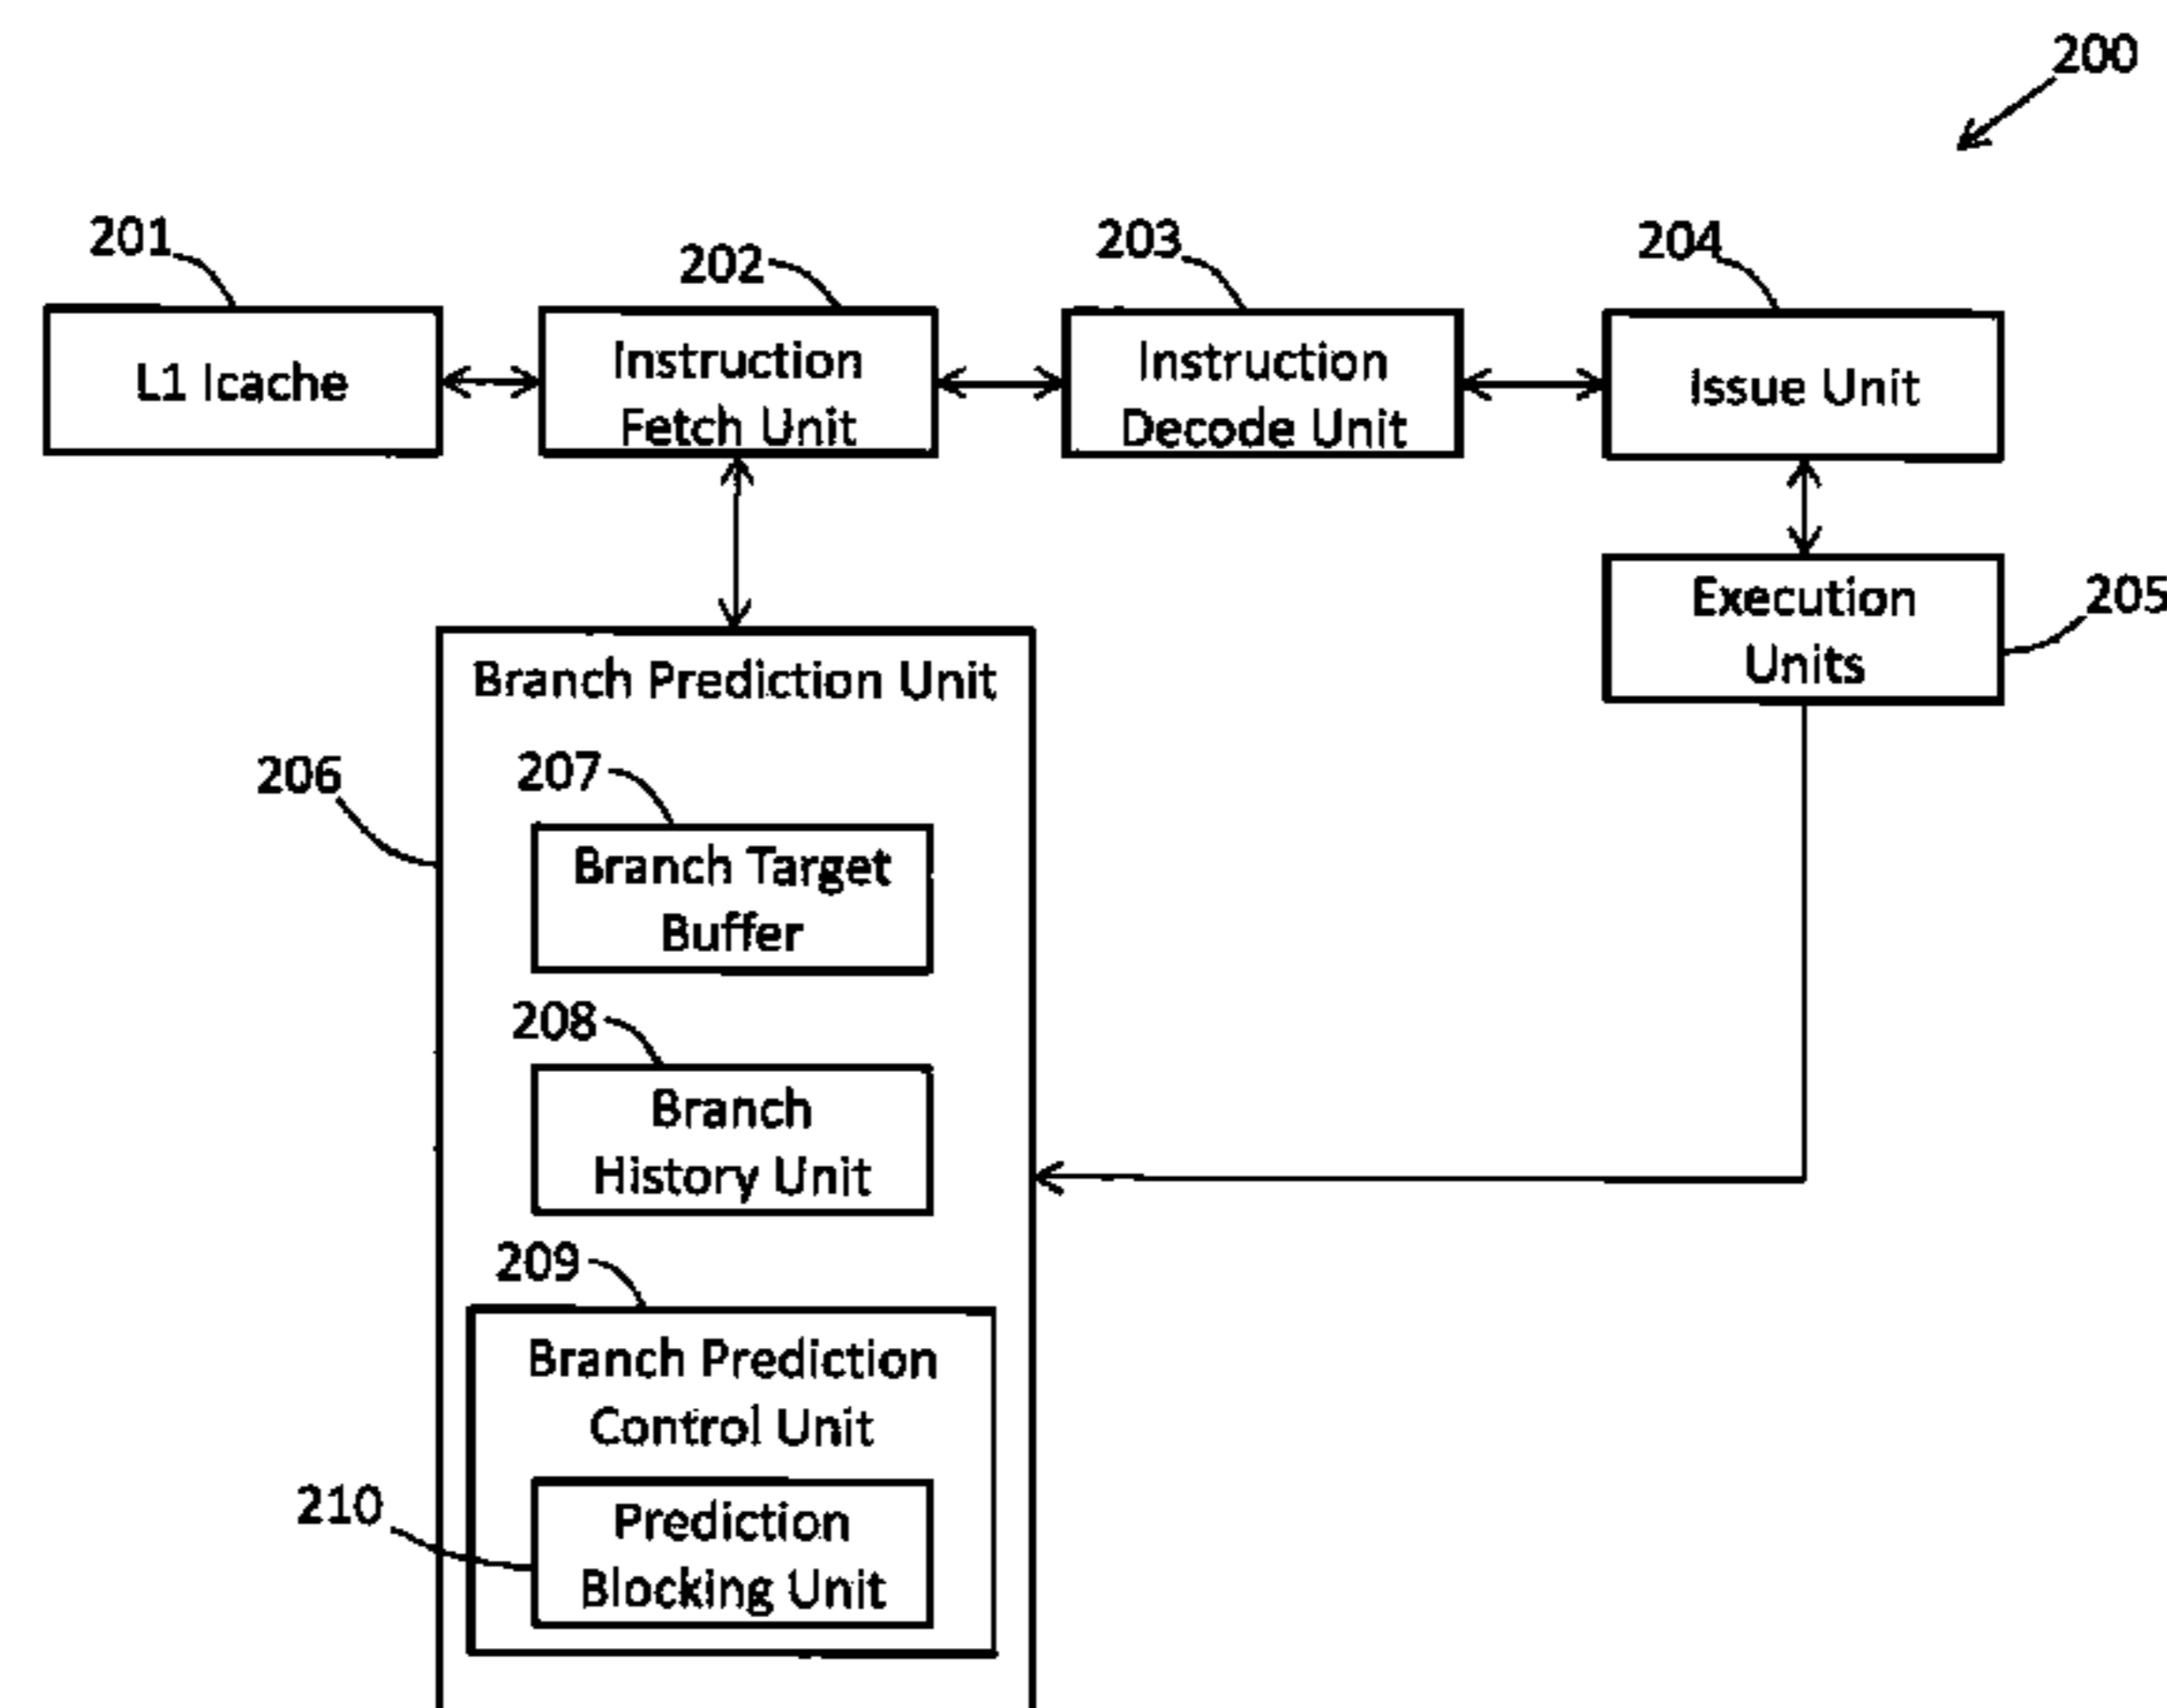 200
201
202
203
204
L1 Icache
Instruction
Fetch Unit
Instruction
Decode Unit
Issue Unit
Execution
Units
205
Branch Prediction Unit
206
207
Branch Target
Buffer
208
Branch
History Unit
209
Branch Prediction
Control Unit
210
Prediction
Blocking Unit